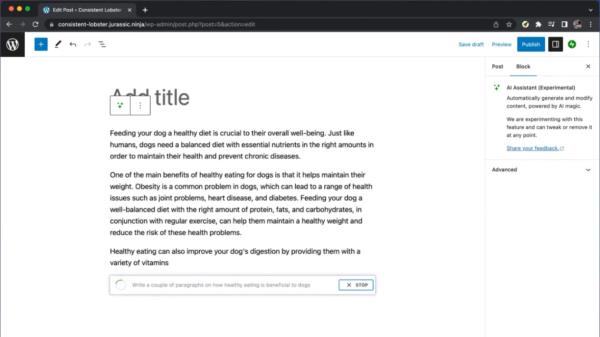 Edit Post ‹ Consistent Lobster
consistent-lobster.jurassic.ninja/wp-admin/post.php?post=5&action=edit
Save draft
Preview
Publish
Post
Block
Add title
AI Assistant (Experimental)
Automatically generate and modify
content, powered by AI magic.
We are experimenting with this
feature and can tweak or remove it
at any point.
Share your feedback.
Advanced
Feeding your dog a healthy diet is crucial to their overall well-being. Just like
humans, dogs need a balanced diet with essential nutrients in the right amounts in
order to maintain their health and prevent chronic diseases.
One of the main benefits of healthy eating for dogs is that it helps maintain their
weight. Obesity is a common problem in dogs, which can lead to a range of health
issues such as joint problems, heart disease, and diabetes. Feeding your dog a
well-balanced diet with the right amount of protein, fats, and carbohydrates, in
conjunction with regular exercise, can help them maintain a healthy weight and
reduce the risk of these health problems.
Healthy eating can also improve your dog's digestion by providing them with a
variety of vitamins
Write a couple of paragraphs on how healthy eating is beneficial to dogs
STOP